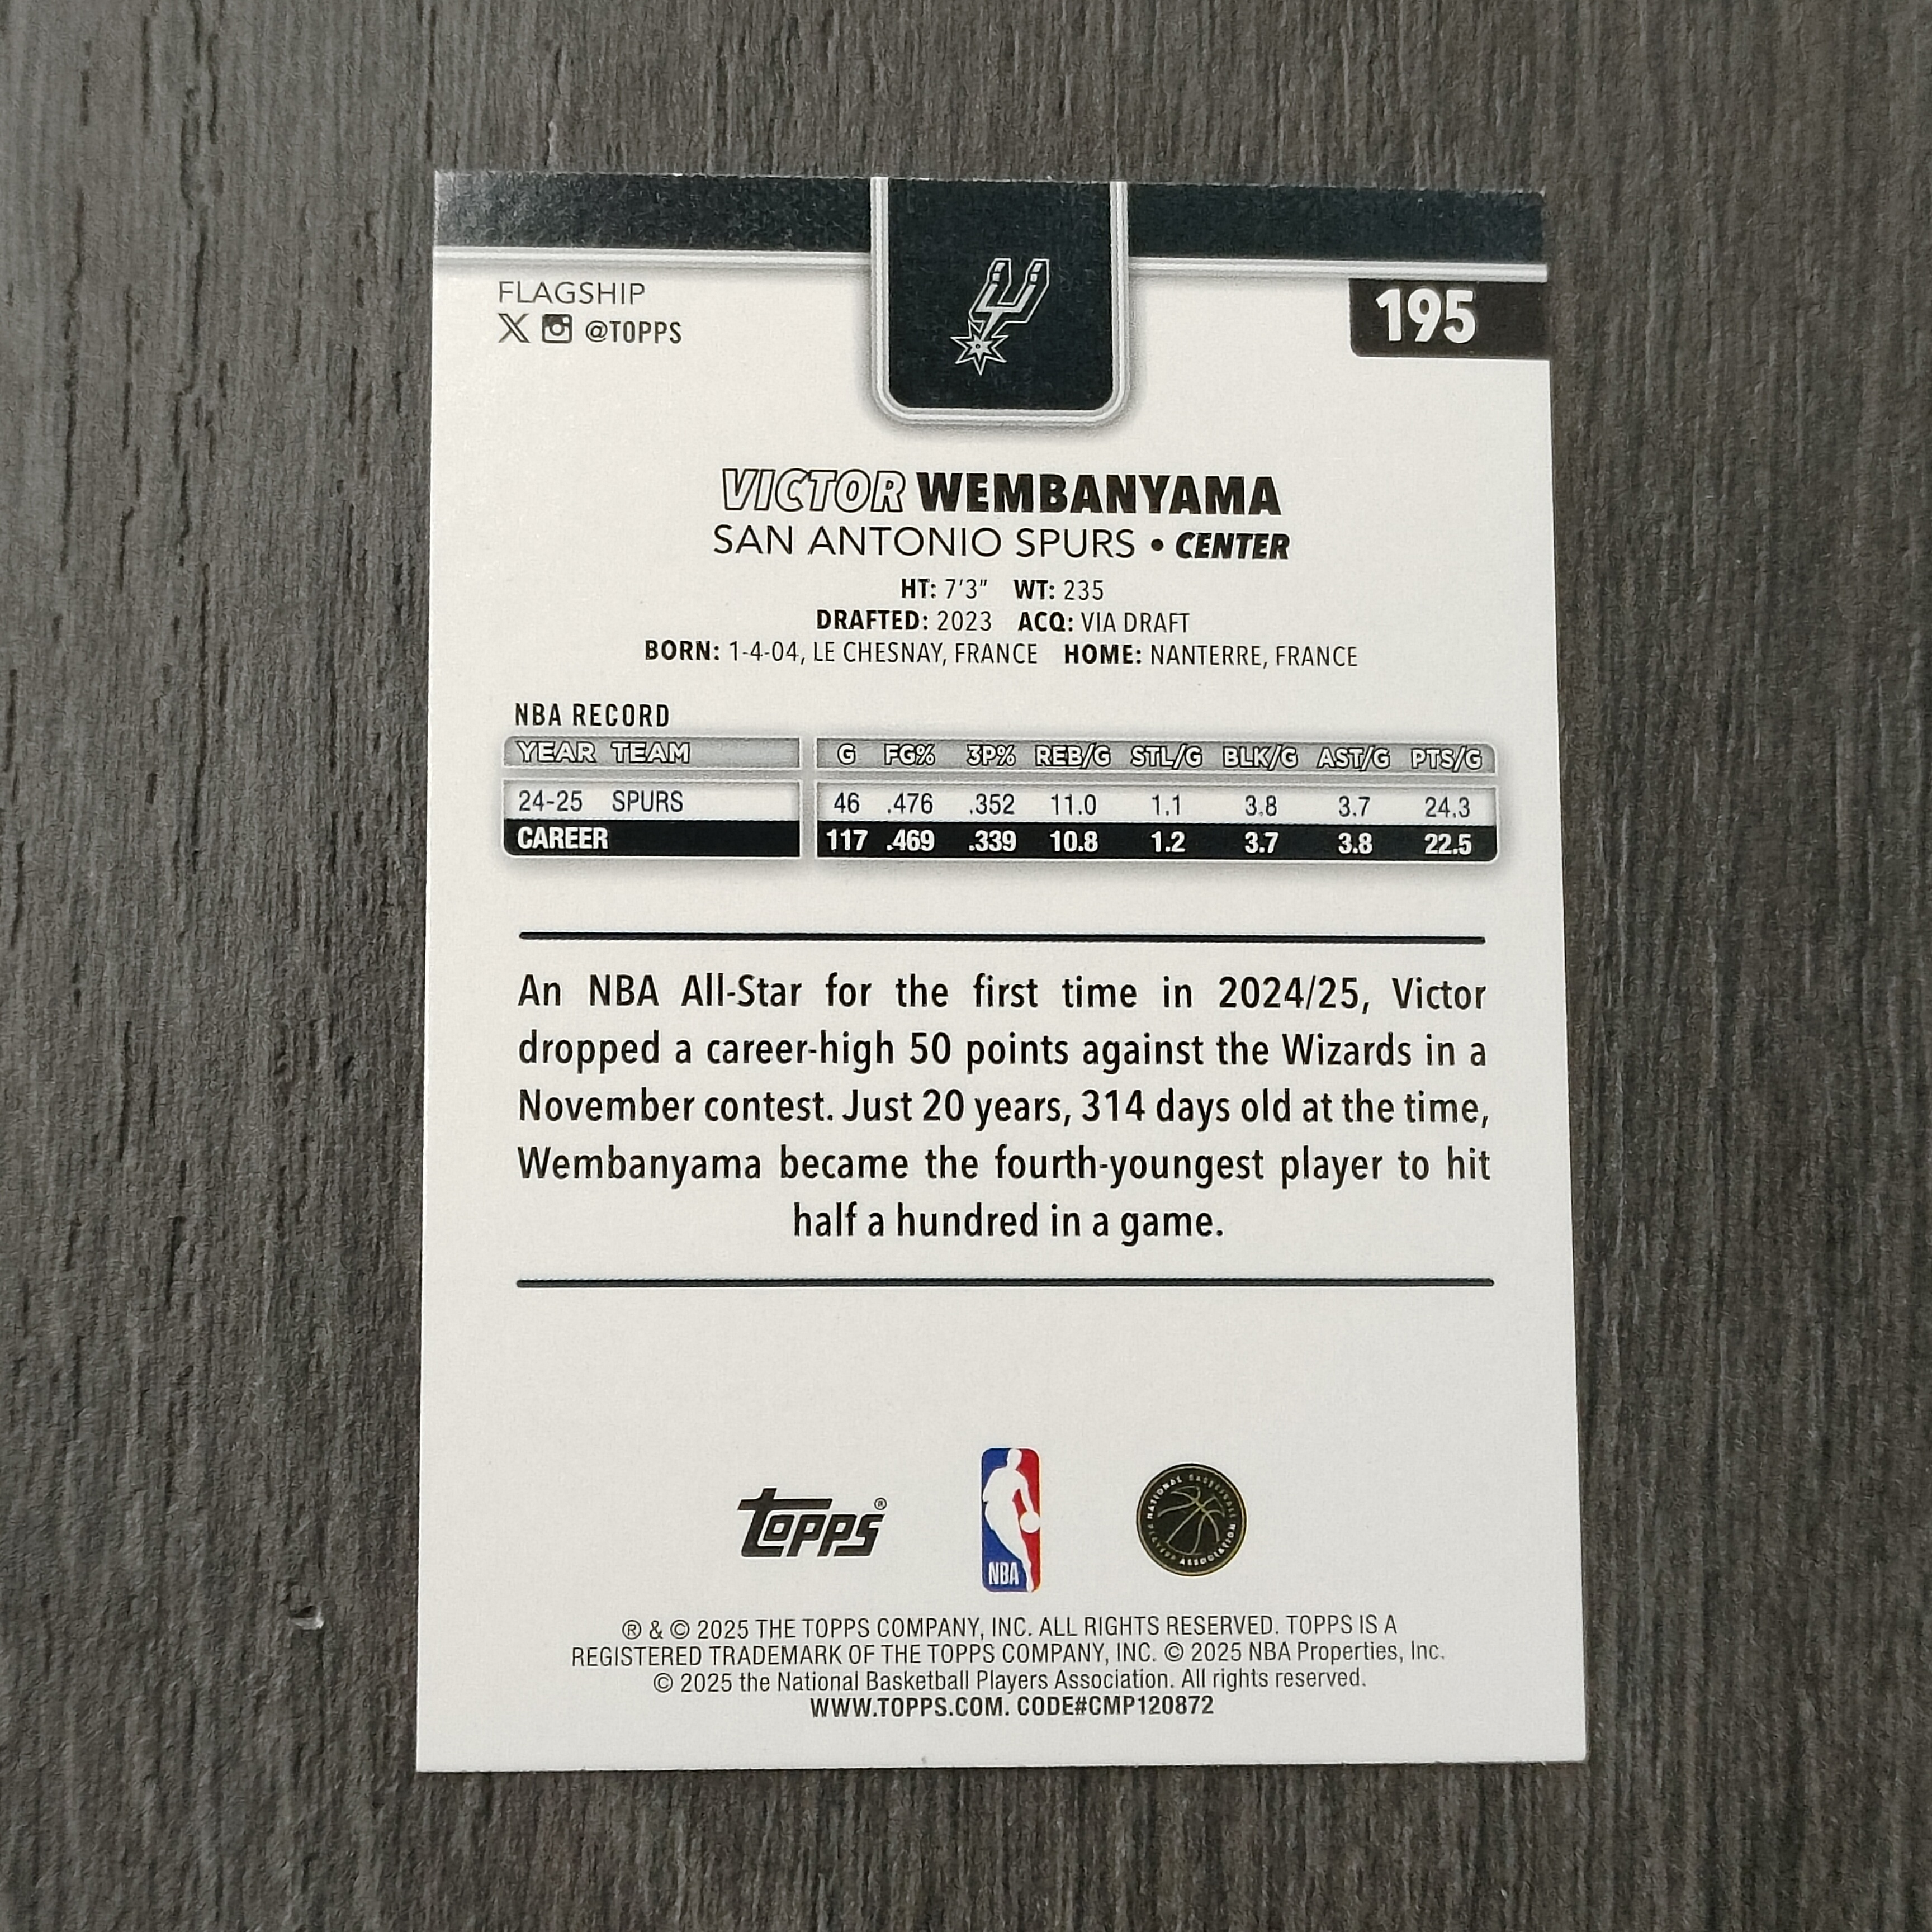 FLAGSHIP
X @TOPPS
195
VICTOR WEMBANYAMA
SAN ANTONIO SPURS • CENTER
HT: 7'3" WT: 235
DRAFTED: 2023 ACQ: VIA DRAFT
BORN: 1-4-04, LE CHESNAY, FRANCE HOME: NANTERRE, FRANCE
NBA RECORD
YEAR TEAM G FG% 3P% REB/G STL/G BLK/G AST/G PTS/G
24-25 SPURS 46 .476 .352 11.0 1.1 3.8 3.7 24.3
CAREER 117 .469 .339 10.8 1.2 3.7 3.8 22.5
An NBA All-Star for the first time in 2024/25, Victor
dropped a career-high 50 points against the Wizards in a
November contest. Just 20 years, 314 days old at the time,
Wembanyama became the fourth-youngest player to hit
half a hundred in a game.
Topps ®
NBA
NATIONAL BASKETBALL PLAYERS ASSOCIATION
® & © 2025 THE TOPPS COMPANY, INC. ALL RIGHTS RESERVED. TOPPS IS A
REGISTERED TRADEMARK OF THE TOPPS COMPANY, INC. © 2025 NBA Properties, Inc.
© 2025 the National Basketball Players Association. All rights reserved.
WWW.TOPPS.COM. CODE#CMP120872